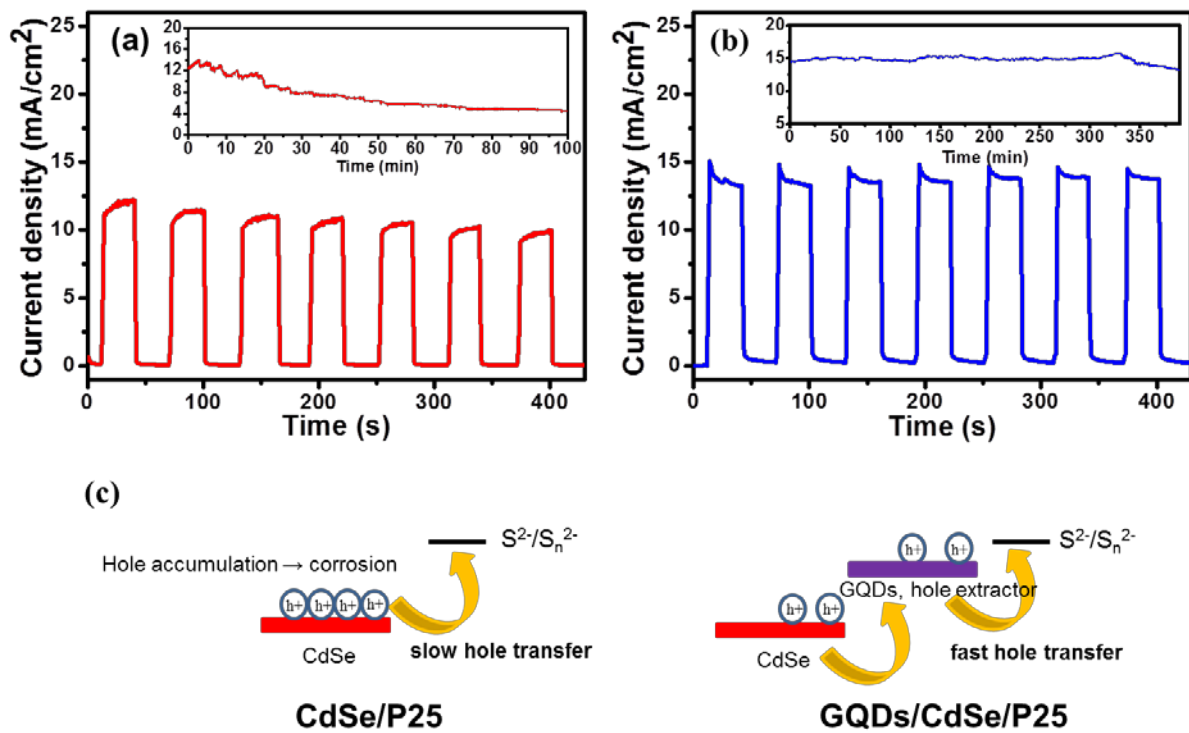 (a)
Current density (mA/cm²)
25
20
15
10
5
0
0 100 200 300 400
Time (s)
20
16
12
8
4
0
0 10 20 30 40 50 60 70 80 90 100
Time (min)
(b)
Current density (mA/cm²)
25
20
15
10
5
0
0 100 200 300 400
Time (s)
20
15
10
5
0 50 100 150 200 250 300 350
Time (min)
(c)
Hole accumulation → corrosion
S²⁻/Sₙ²⁻
h+ h+ h+ h+
CdSe
slow hole transfer
CdSe/P25
h+ h+
S²⁻/Sₙ²⁻
GQDs, hole extractor
h+ h+
CdSe
fast hole transfer
GQDs/CdSe/P25